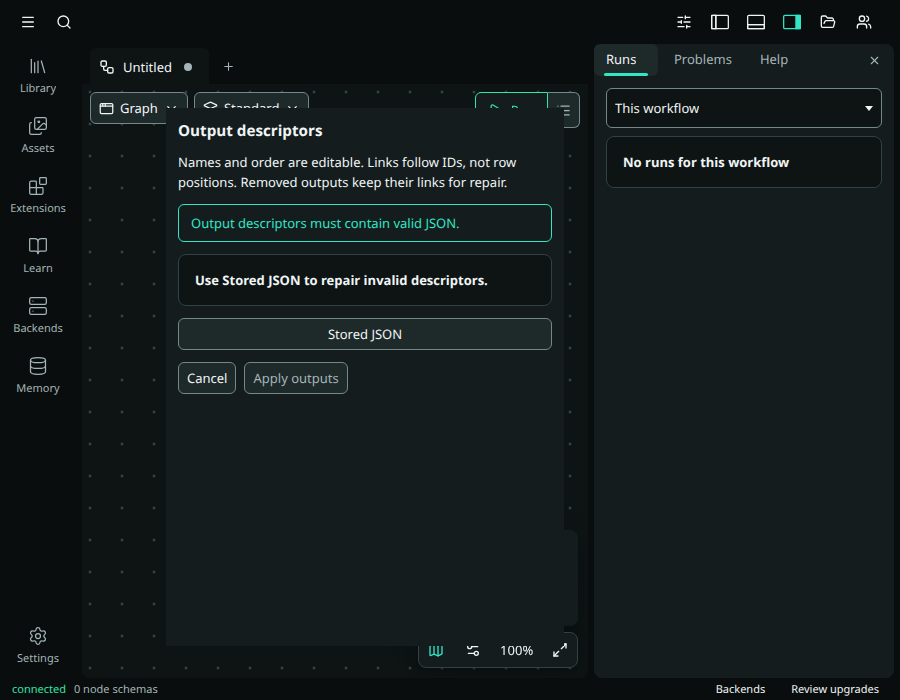 Library
Assets
Extensions
Learn
Backends
Memory
Settings
Untitled
Graph
Standard
Output descriptors
Names and order are editable. Links follow IDs, not row
positions. Removed outputs keep their links for repair.
Output descriptors must contain valid JSON.
Use Stored JSON to repair invalid descriptors.
Stored JSON
Cancel
Apply outputs
100%
Runs
Problems
Help
This workflow
No runs for this workflow
connected
0 node schemas
Backends
Review upgrades